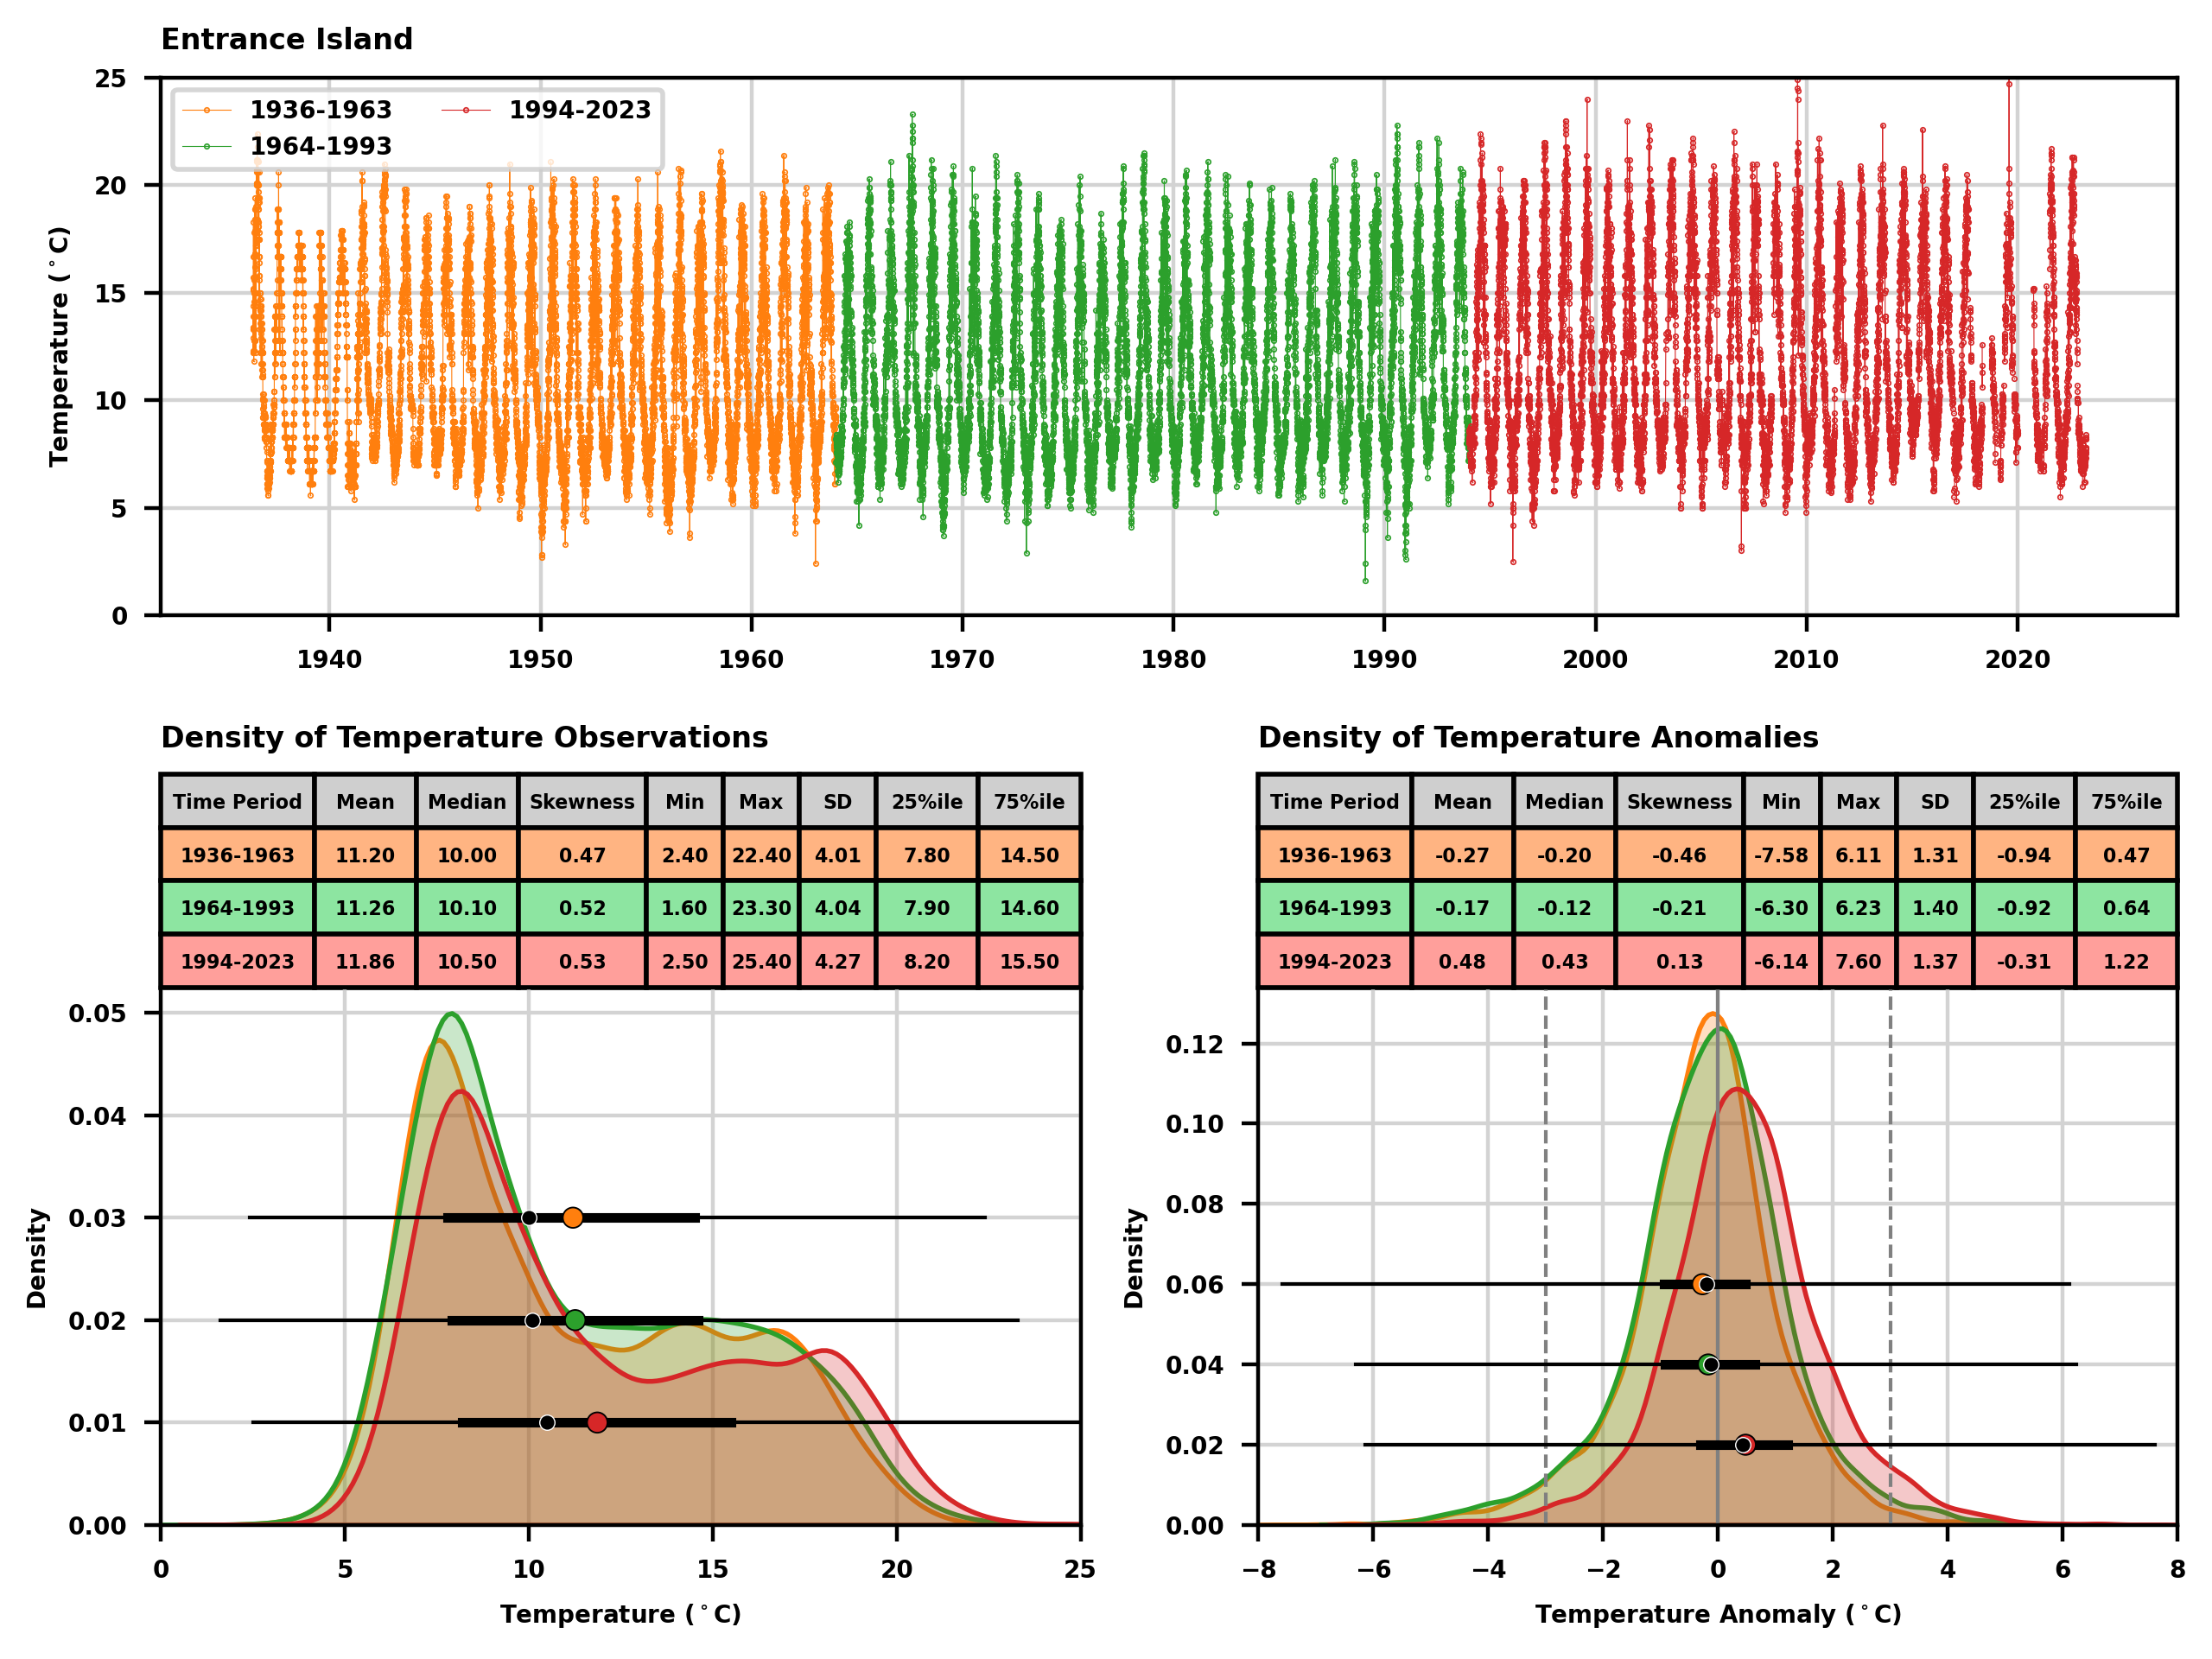 Entrance Island
25
20
15
10
5
0
Temperature (°C)
1936-1963
1964-1993
1994-2023
1940 1950 1960 1970 1980 1990 2000 2010 2020
Density of Temperature Observations
Time Period Mean Median Skewness Min Max SD 25%ile 75%ile
1936-1963 11.20 10.00 0.47 2.40 22.40 4.01 7.80 14.50
1964-1993 11.26 10.10 0.52 1.60 23.30 4.04 7.90 14.60
1994-2023 11.86 10.50 0.53 2.50 25.40 4.27 8.20 15.50
0.05
0.04
0.03
0.02
0.01
0.00
Density
0 5 10 15 20 25
Temperature (°C)
Density of Temperature Anomalies
Time Period Mean Median Skewness Min Max SD 25%ile 75%ile
1936-1963 -0.27 -0.20 -0.46 -7.58 6.11 1.31 -0.94 0.47
1964-1993 -0.17 -0.12 -0.21 -6.30 6.23 1.40 -0.92 0.64
1994-2023 0.48 0.43 0.13 -6.14 7.60 1.37 -0.31 1.22
0.12
0.10
0.08
0.06
0.04
0.02
0.00
Density
−8 −6 −4 −2 0 2 4 6 8
Temperature Anomaly (°C)